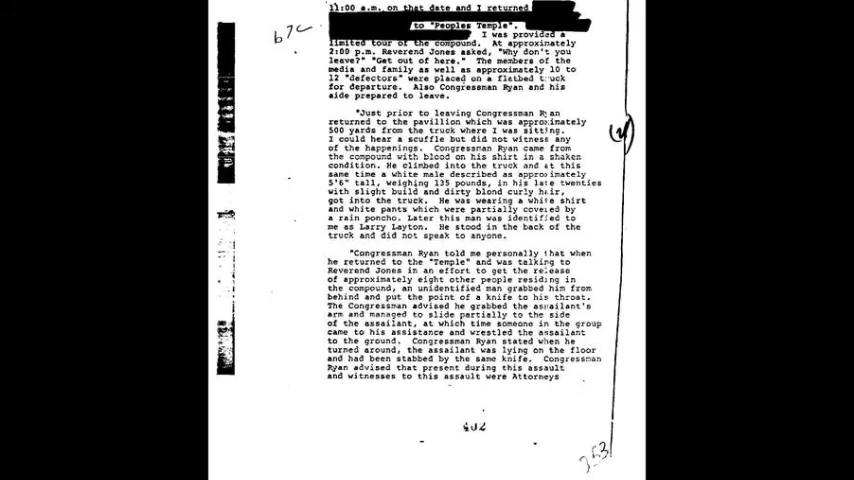 b7C
11:00 a.m. on that date and I returned
to "Peoples Temple".
I was provided a
limited tour of the compound. At approximately
2:00 p.m. Reverend Jones asked, "Why don't you
leave?" "Get out of here." The members of the
media and family as well as approximately 10 to
12 "defectors" were placed on a flatbed truck
for departure. Also Congressman Ryan and his
aide prepared to leave.
"Just prior to leaving Congressman Ryan
returned to the pavillion which was approximately
500 yards from the truck where I was sitting.
I could hear a scuffle but did not witness any
of the happenings. Congressman Ryan came from
the compound with blood on his shirt in a shaken
condition. He climbed into the truck and at this
same time a white male described as approximately
5'6" tall, weighing 135 pounds, in his late twenties
with slight build and dirty blond curly hair,
got into the truck. He was wearing a white shirt
and white pants which were partially covered by
a rain poncho. Later this man was identified to
me as Larry Layton. He stood in the back of the
truck and did not speak to anyone.
"Congressman Ryan told me personally that when
he returned to the "Temple" and was talking to
Reverend Jones in an effort to get the release
of approximately eight other people residing in
the compound, an unidentified man grabbed him from
behind and put the point of a knife to his throat.
The Congressman advised he grabbed the assailant's
arm and managed to slide partially to the side
of the assailant, at which time someone in the group
came to his assistance and wrestled the assailant
to the ground. Congressman Ryan stated when he
turned around, the assailant was lying on the floor
and had been stabbed by the same knife. Congressman
Ryan advised that present during this assault
and witnesses to this assault were Attorneys
353